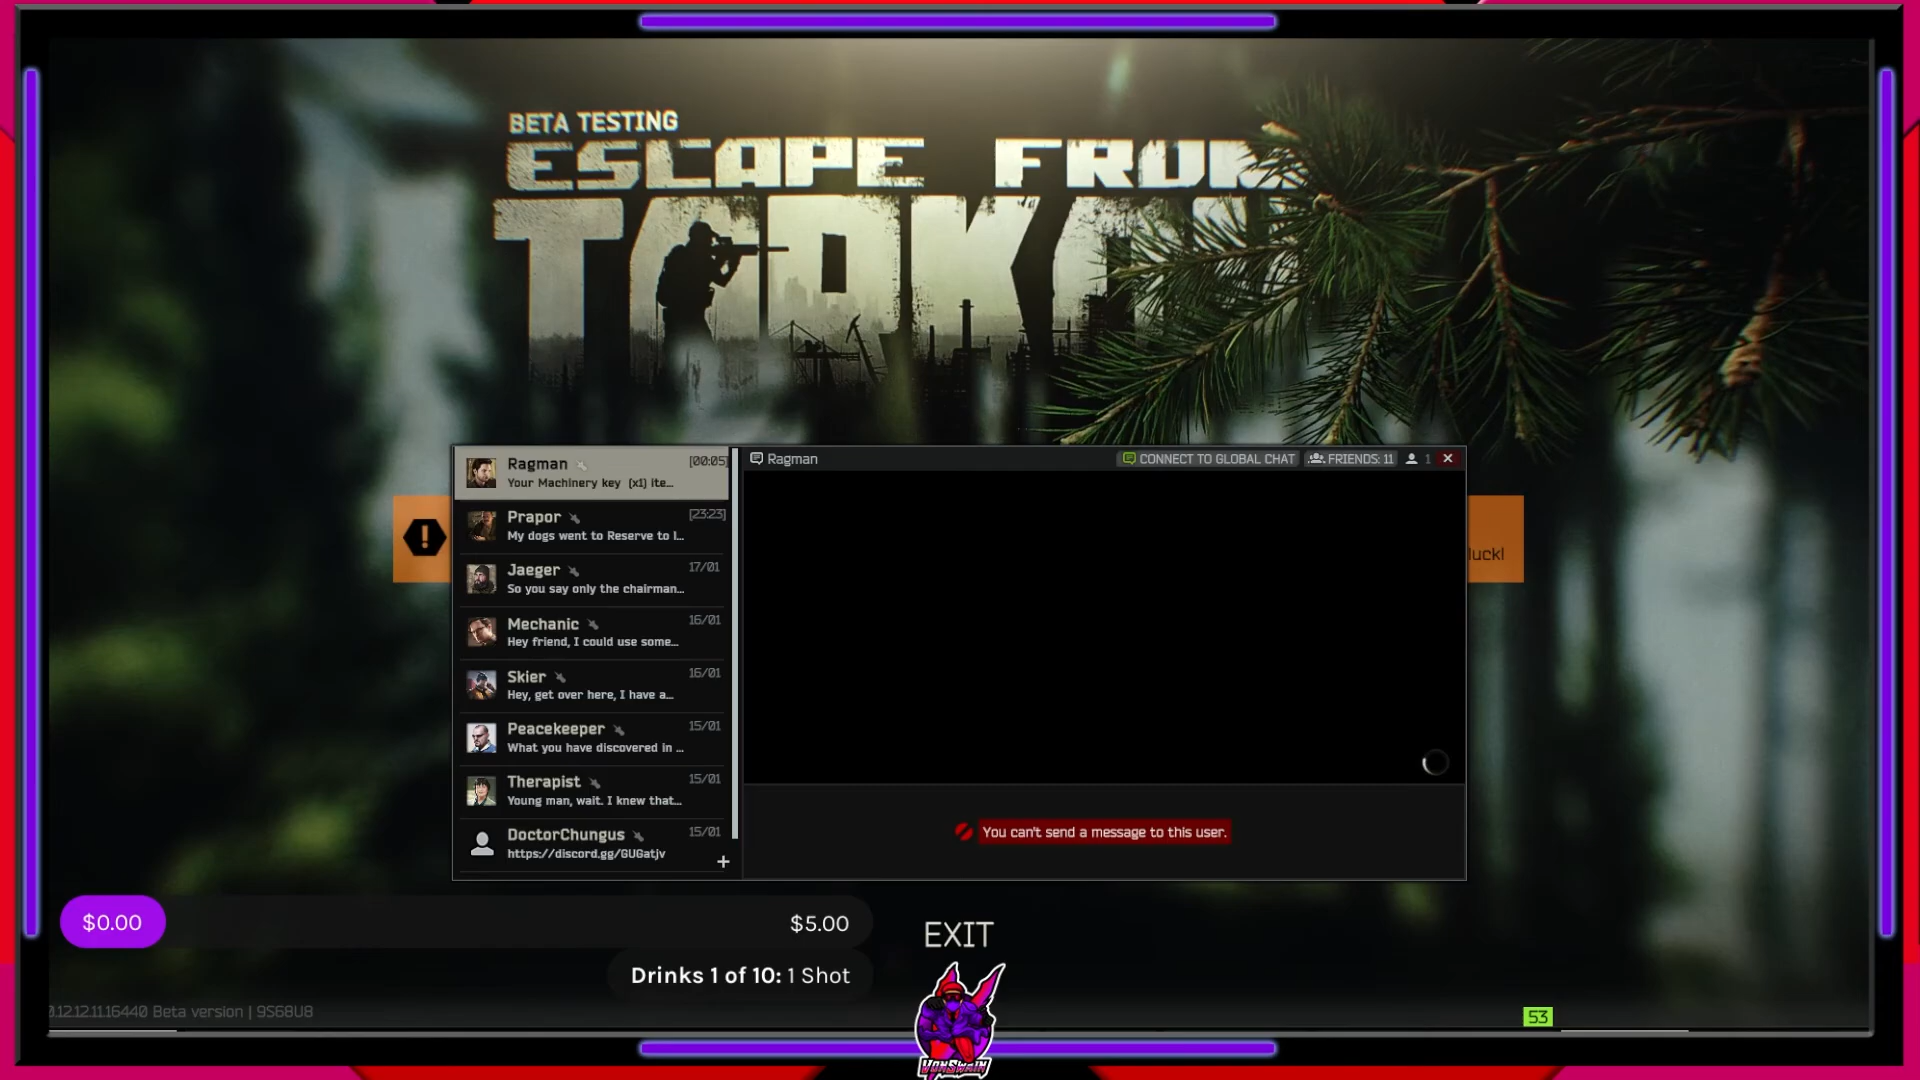 BETA TESTING
ESCAPE FROM
TARKOV
Ragman
[00:05]
Your Machinery key (x1) ite...
Prapor
[23:23]
My dogs went to Reserve to l...
Jaeger
17/01
So you say only the chairman...
Mechanic
16/01
Hey friend, I could use some...
Skier
16/01
Hey, get over here, I have a...
Peacekeeper
15/01
What you have discovered in ...
Therapist
15/01
Young man, wait. I knew that...
DoctorChungus
15/01
https://discord.gg/GUGatjv
+
Ragman
CONNECT TO GLOBAL CHAT
FRIENDS: 11
1
luck!
You can't send a message to this user.
$0.00
$5.00
EXIT
Drinks 1 of 10: 1 Shot
0.12.12.11.16440 Beta version | 9S68U8
53
VONSWAIN